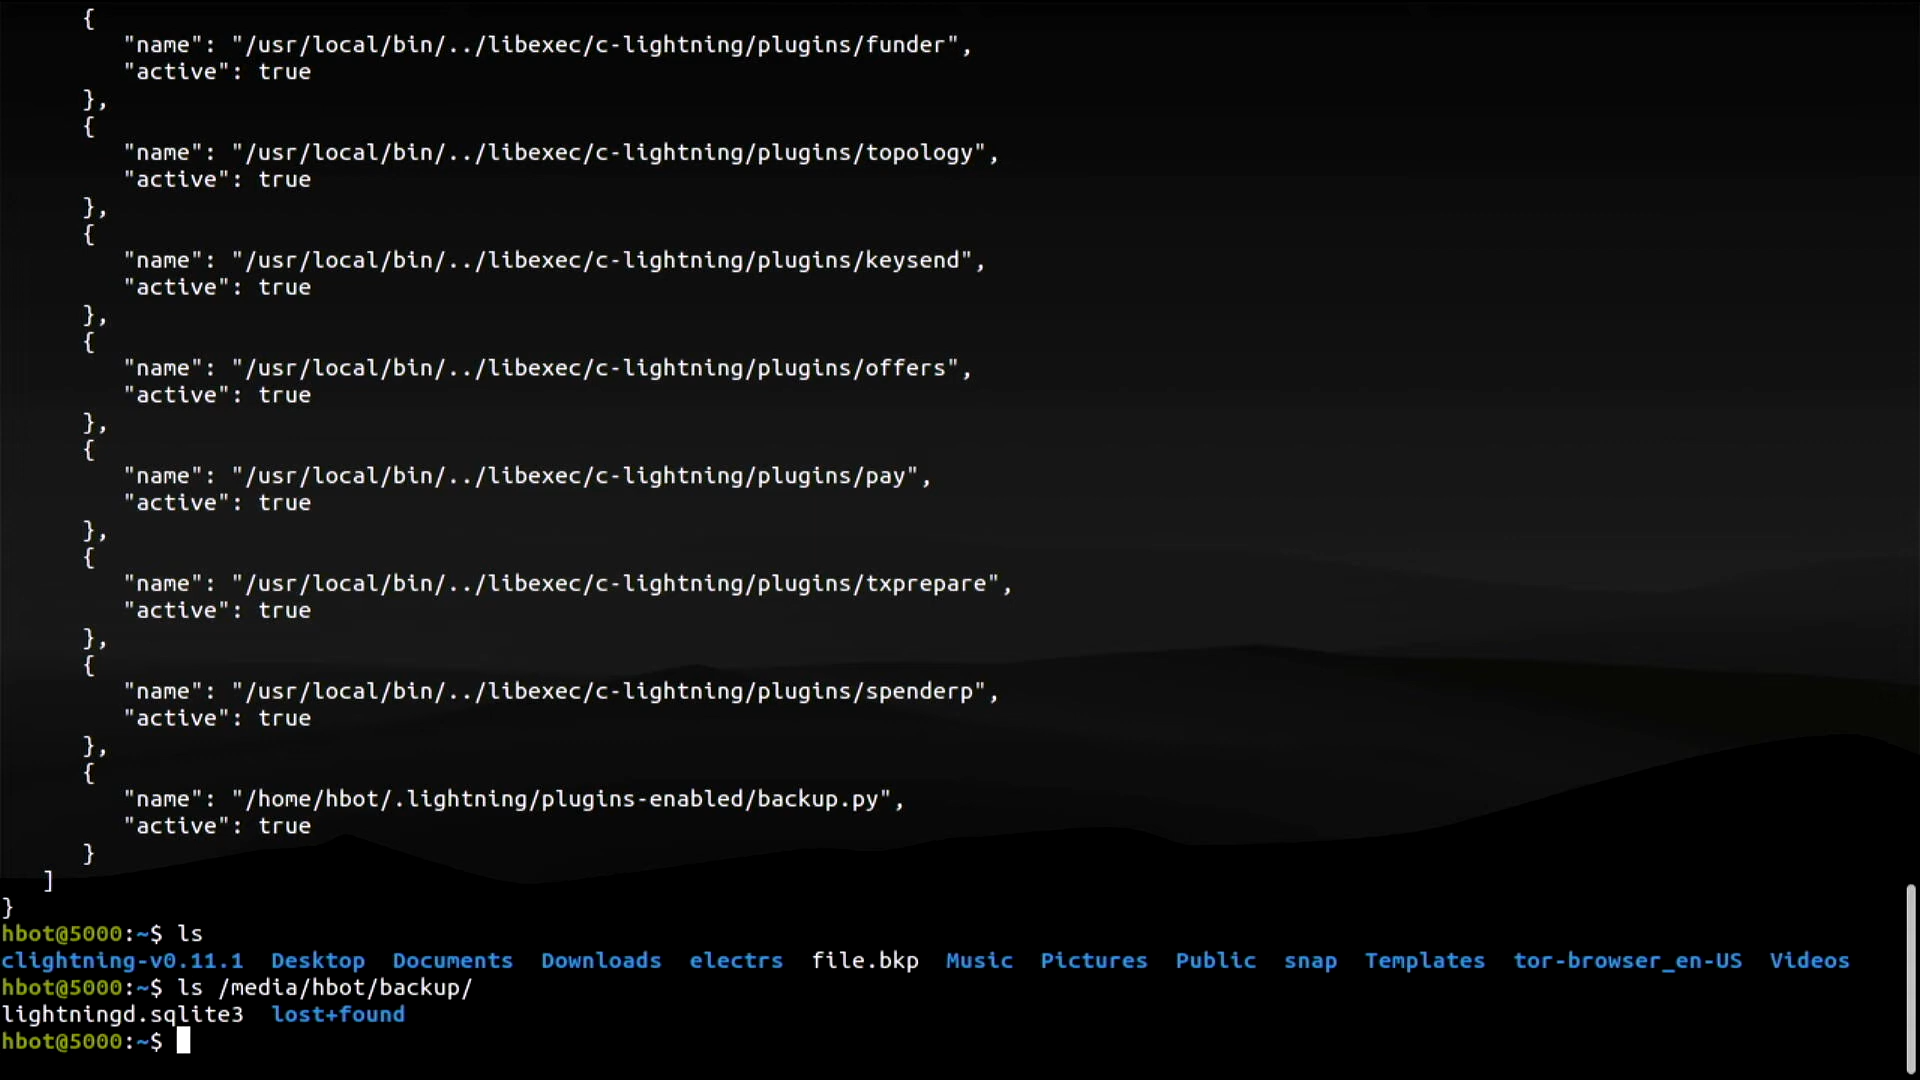 {
"name": "/usr/local/bin/../libexec/c-lightning/plugins/funder",
"active": true
},
{
"name": "/usr/local/bin/../libexec/c-lightning/plugins/topology",
"active": true
},
{
"name": "/usr/local/bin/../libexec/c-lightning/plugins/keysend",
"active": true
},
{
"name": "/usr/local/bin/../libexec/c-lightning/plugins/offers",
"active": true
},
{
"name": "/usr/local/bin/../libexec/c-lightning/plugins/pay",
"active": true
},
{
"name": "/usr/local/bin/../libexec/c-lightning/plugins/txprepare",
"active": true
},
{
"name": "/usr/local/bin/../libexec/c-lightning/plugins/spenderp",
"active": true
},
{
"name": "/home/hbot/.lightning/plugins-enabled/backup.py",
"active": true
}
]
}
hbot@5000:~$ ls
clightning-v0.11.1 Desktop Documents Downloads electrs file.bkp Music Pictures Public snap Templates tor-browser_en-US Videos
hbot@5000:~$ ls /media/hbot/backup/
lightningd.sqlite3 lost+found
hbot@5000:~$